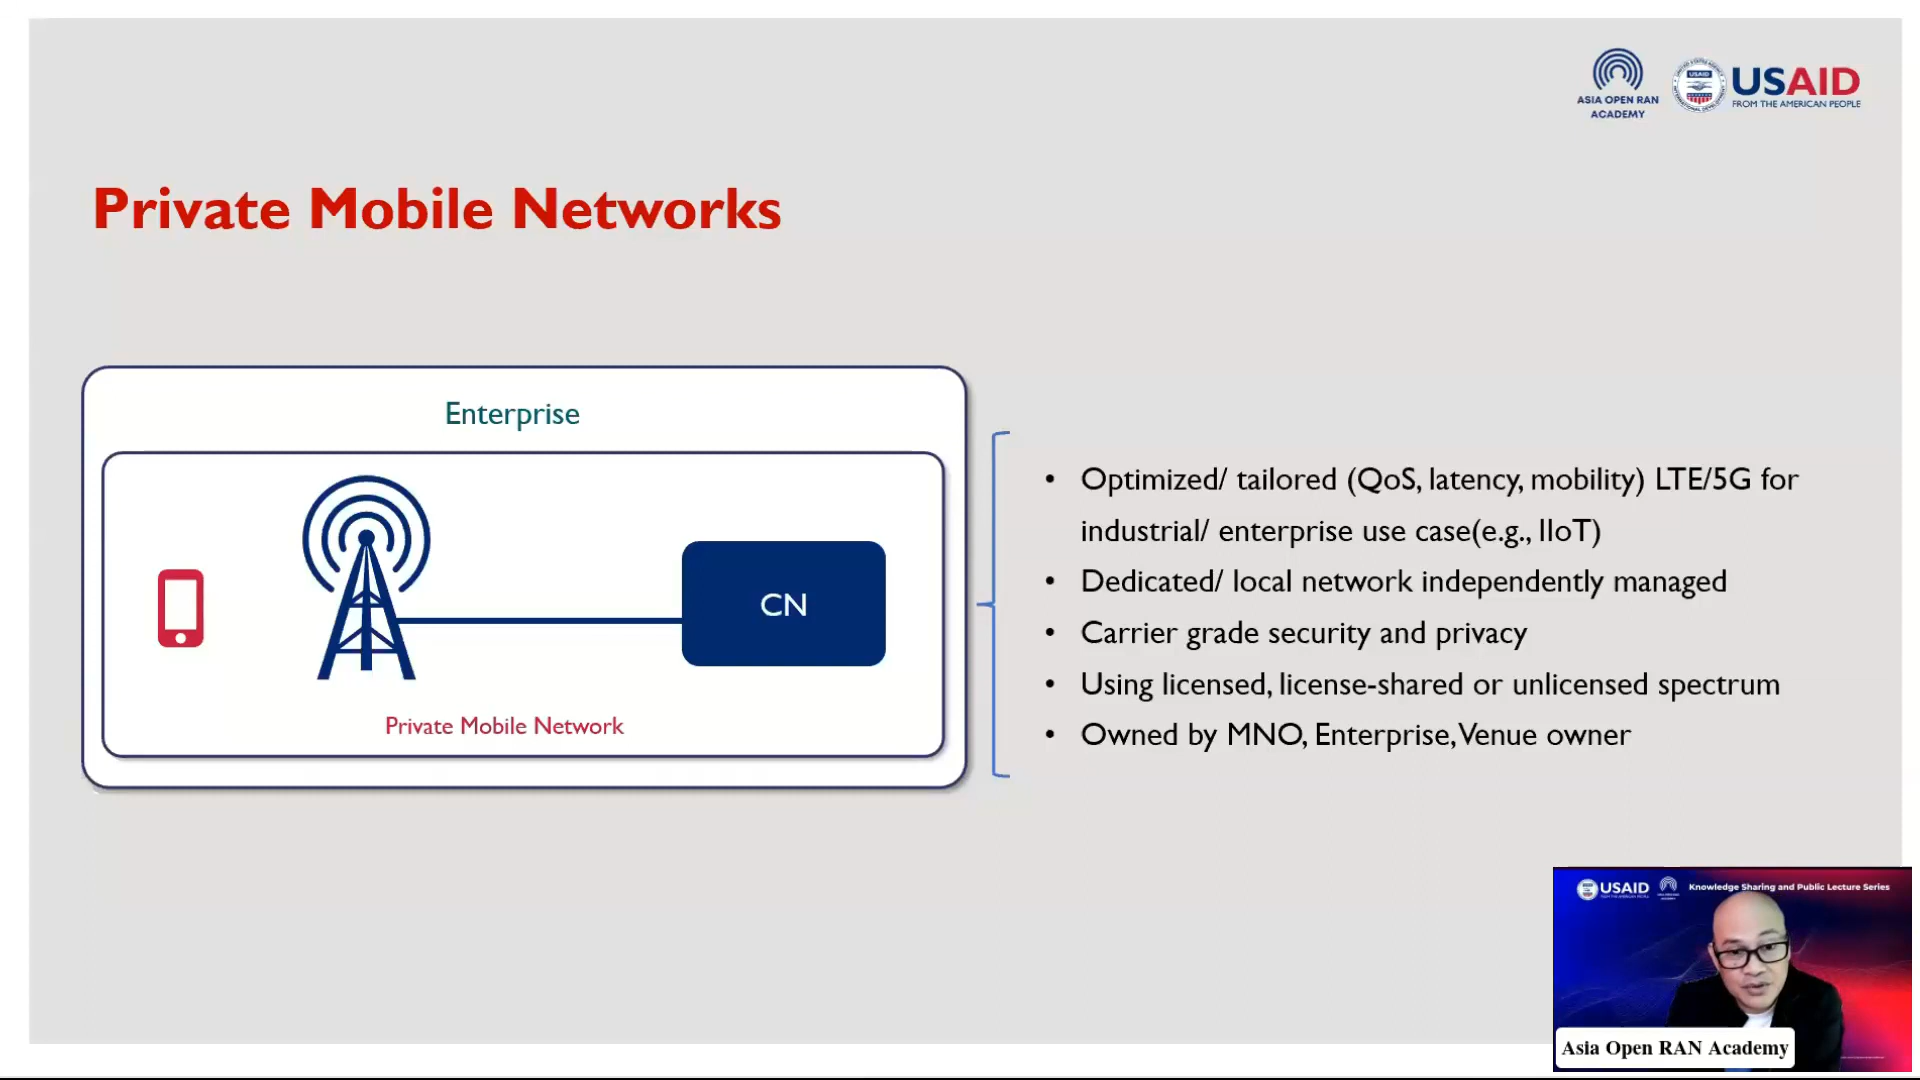 ASIA OPEN RAN
ACADEMY
USAID
USAID
FROM THE AMERICAN PEOPLE
Private Mobile Networks
Enterprise
CN
Private Mobile Network
• Optimized/ tailored (QoS, latency, mobility) LTE/5G for
industrial/ enterprise use case(e.g., IIoT)
• Dedicated/ local network independently managed
• Carrier grade security and privacy
• Using licensed, license-shared or unlicensed spectrum
• Owned by MNO, Enterprise, Venue owner
USAID
Knowledge Sharing and Public Lecture Series
Asia Open RAN Academy